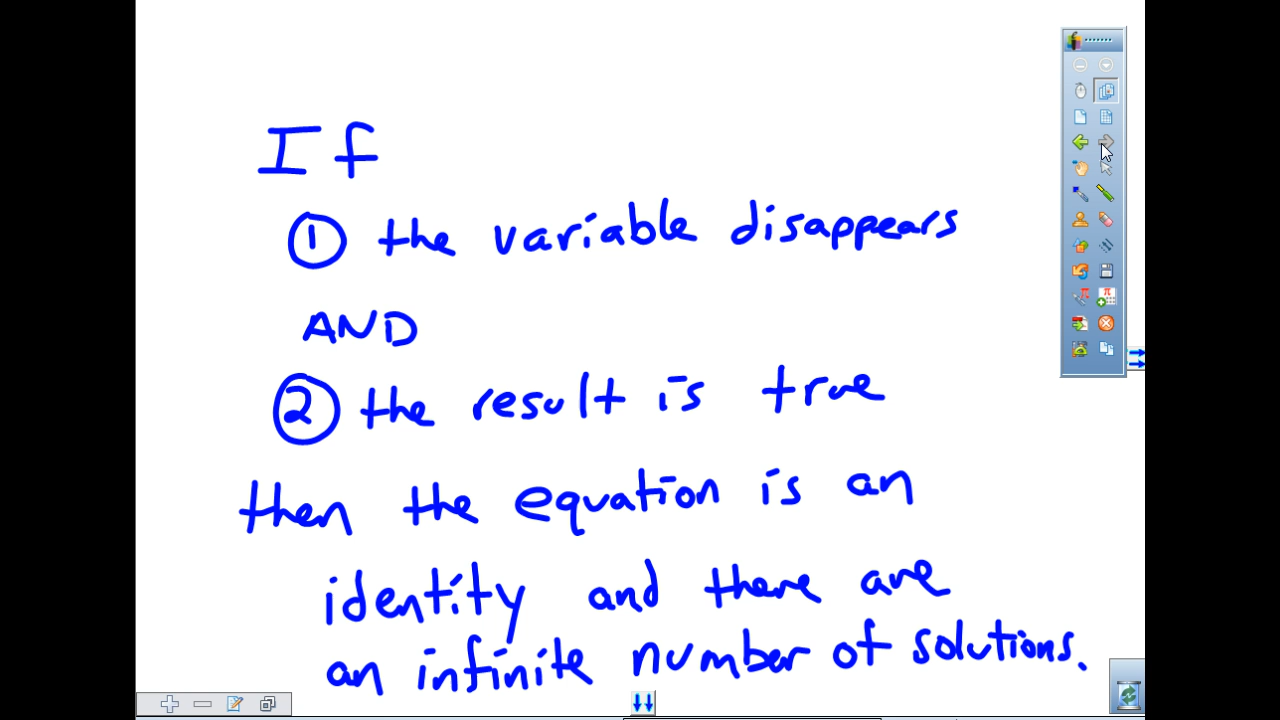 If
① the variable disappears
AND
② the result is true
then the equation is an
identity and there are
an infinite number of solutions.